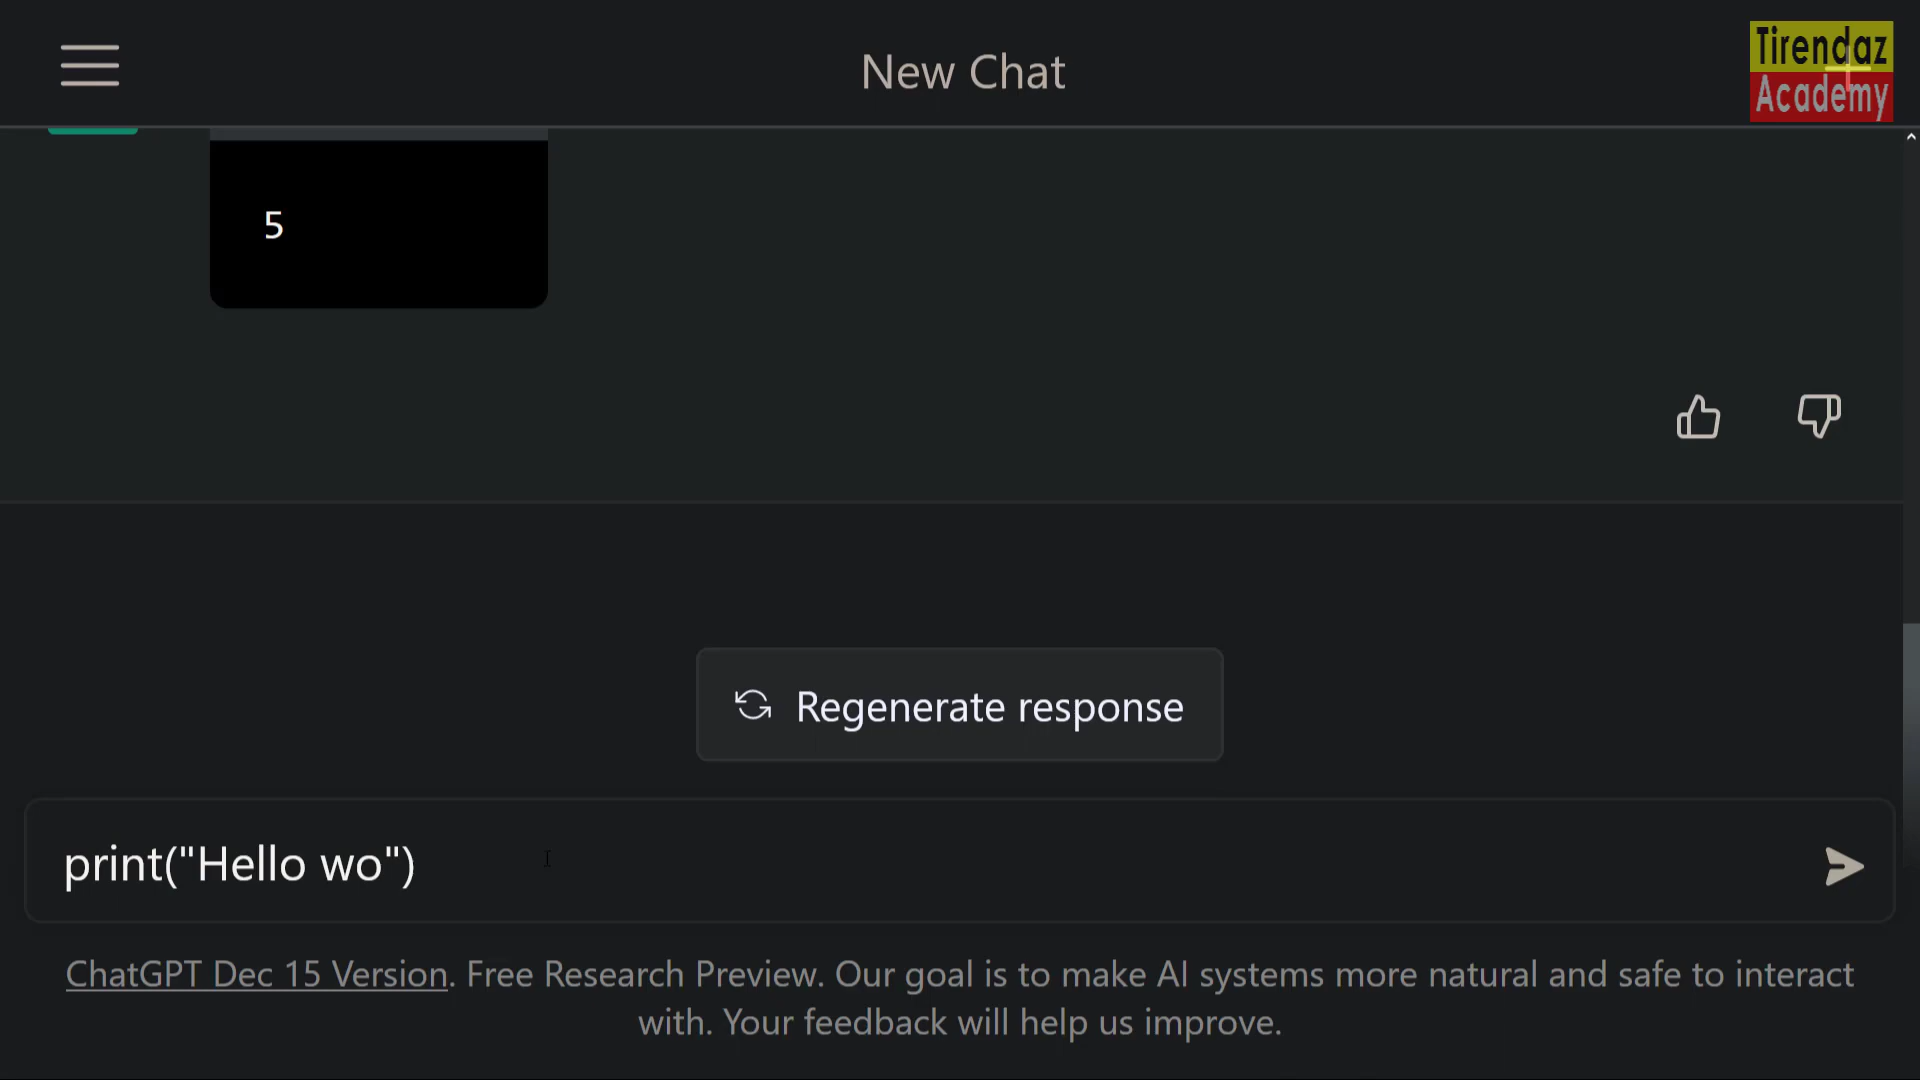 New Chat
Tirendaz
Academy
5
Regenerate response
print("Hello wo")
ChatGPT Dec 15 Version. Free Research Preview. Our goal is to make AI systems more natural and safe to interact
with. Your feedback will help us improve.